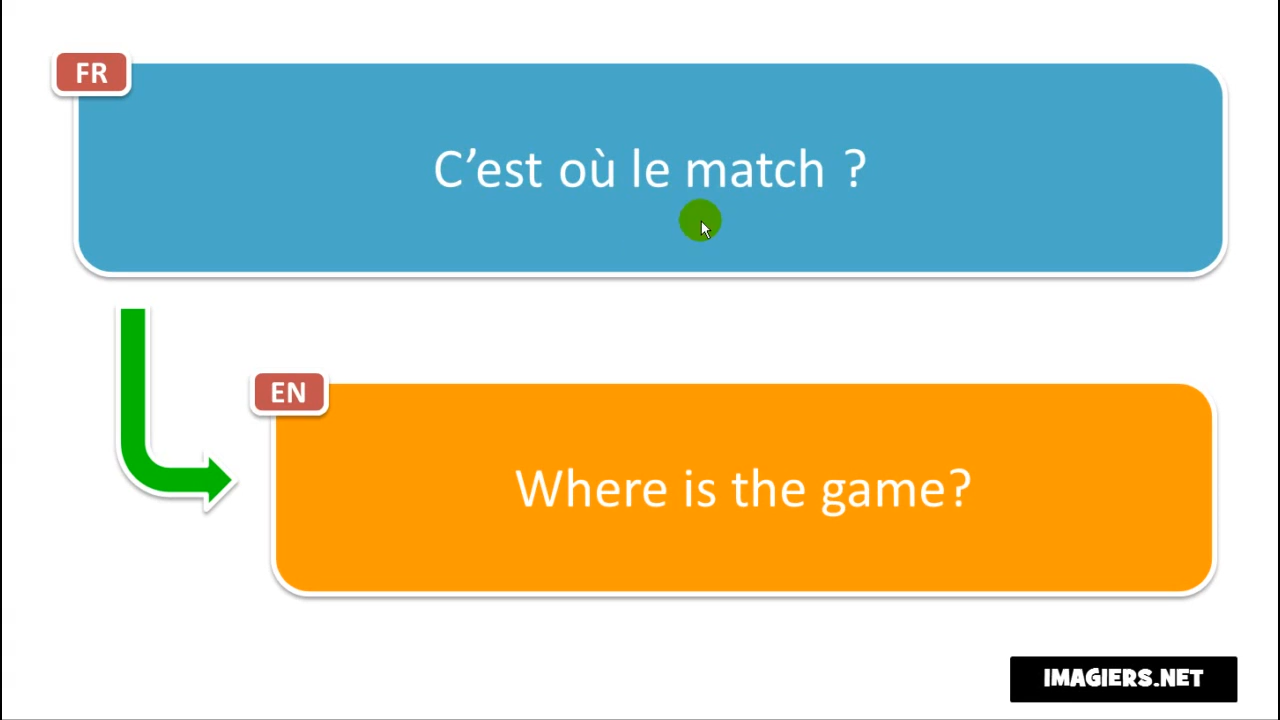 FR
C’est où le match ?
EN
Where is the game?
IMAGIERS.NET